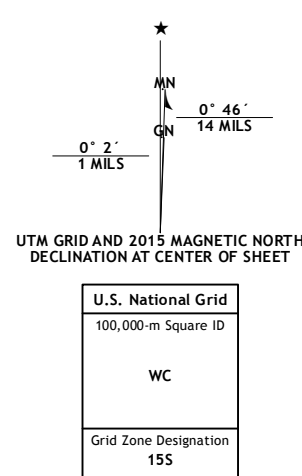 ★
MN
0° 46´
14 MILS
GN
0° 2´
1 MILS
UTM GRID AND 2015 MAGNETIC NORTH
DECLINATION AT CENTER OF SHEET
U.S. National Grid
100,000-m Square ID
WC
Grid Zone Designation
15S